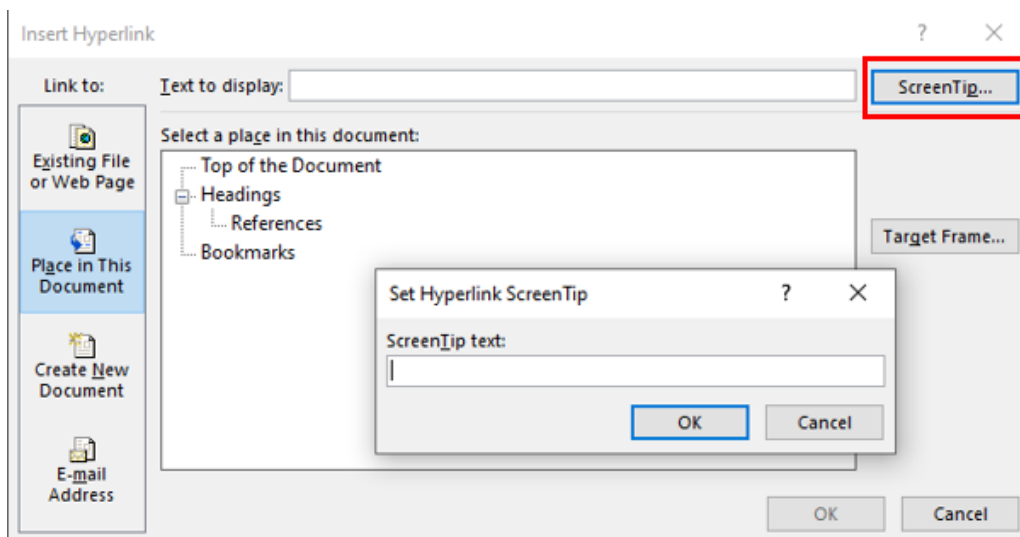 Insert Hyperlink
?
Link to:
Text to display:
ScreenTip...
Existing File
or Web Page
Place in This
Document
Create New
Document
E-mail
Address
Select a place in this document:
Top of the Document
Headings
References
Bookmarks
Target Frame...
Set Hyperlink ScreenTip
?
ScreenTip text:
OK
Cancel
OK
Cancel